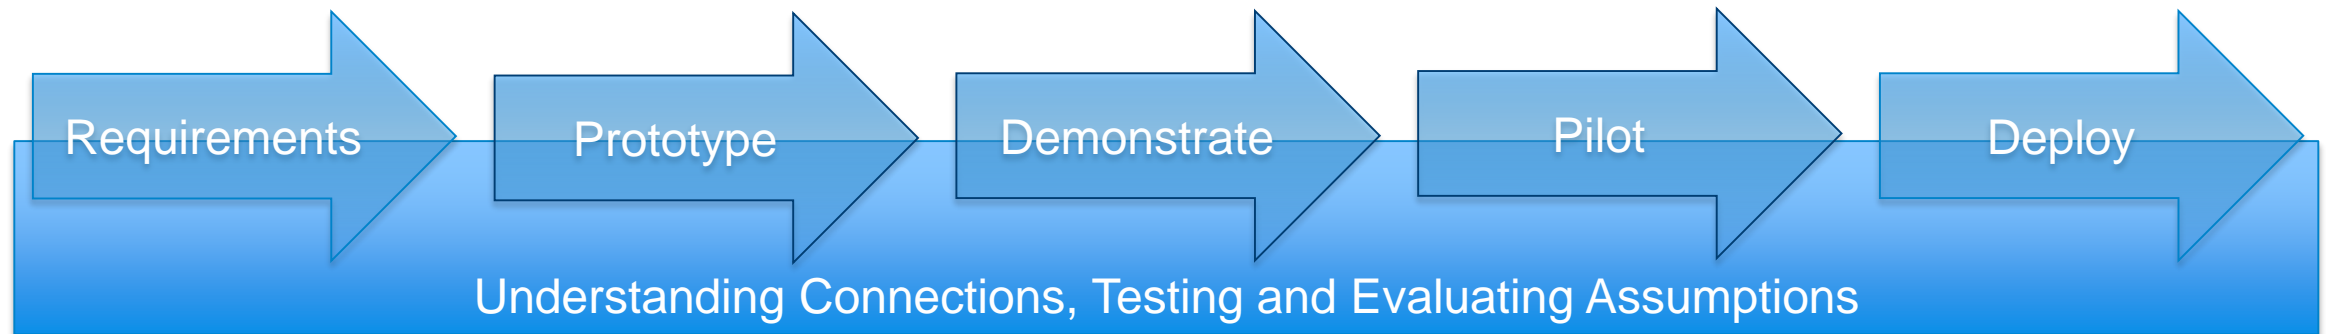 Requirements
Prototype
Demonstrate
Pilot
Deploy
Understanding Connections, Testing and Evaluating Assumptions